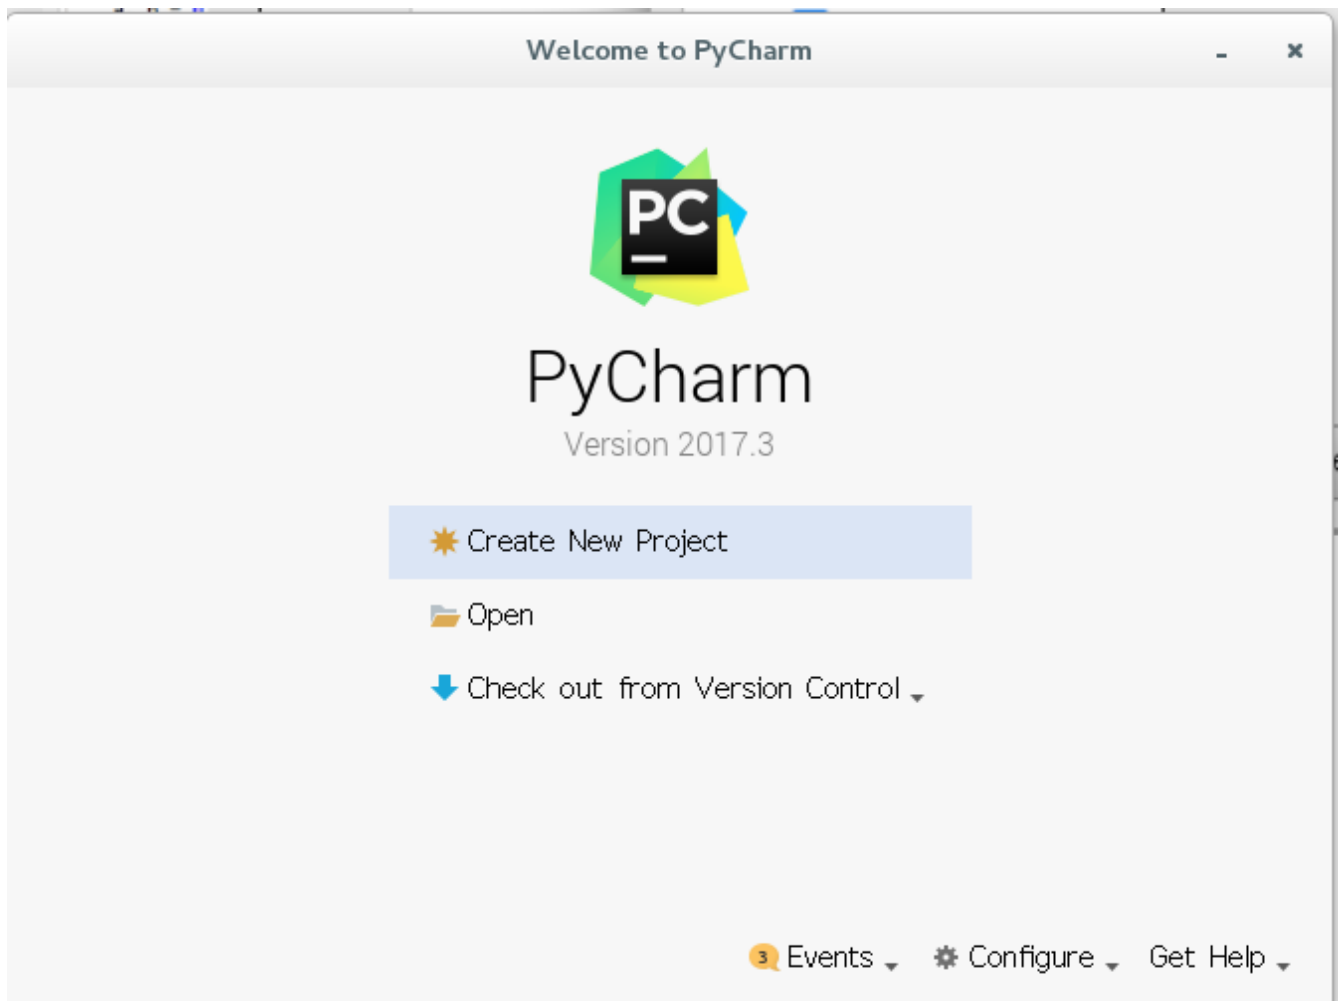 Welcome to PyCharm
PC
PyCharm
Version 2017.3
Create New Project
Open
Check out from Version Control
3 Events Configure Get Help